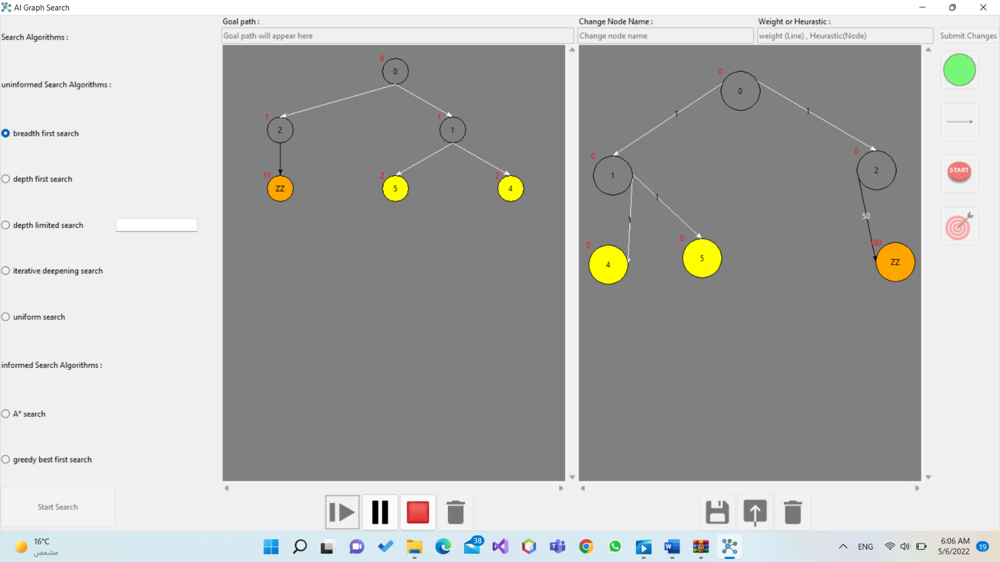 AI Graph Search
Goal path :
Change Node Name :
Weight or Heurastic :
Search Algorithms :
Goal path will appear here
Change node name
weight (Line) , Heurastic(Node)
Submit Changes
uninformed Search Algorithms :
breadth first search
depth first search
depth limited search
iterative deepening search
uniform search
informed Search Algorithms :
A* search
greedy best first search
Start Search
0
0
1
2
1
1
51
ZZ
2
5
2
4
0
0
1
1
0
1
0
2
1
1
50
0
4
0
5
100
ZZ
START
16°C
مشمس
38
ENG
6:06 AM
5/6/2022
19